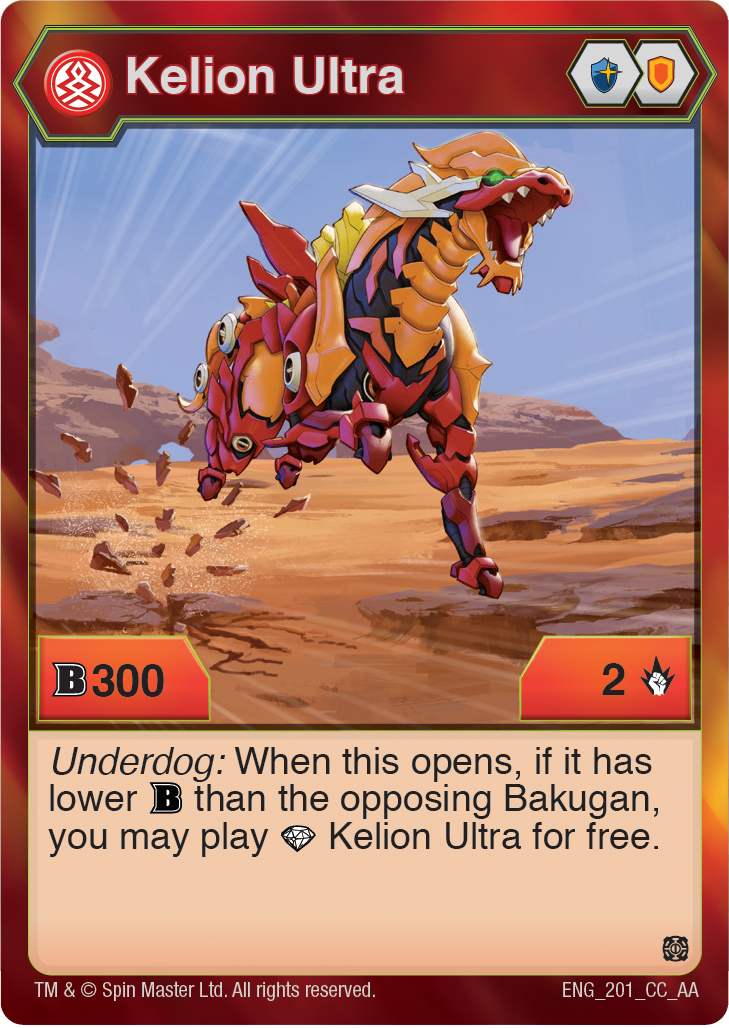 Kelion Ultra
B 300
2
Underdog: When this opens, if it has
lower B than the opposing Bakugan,
you may play Kelion Ultra for free.
TM & © Spin Master Ltd. All rights reserved.
ENG_201_CC_AA